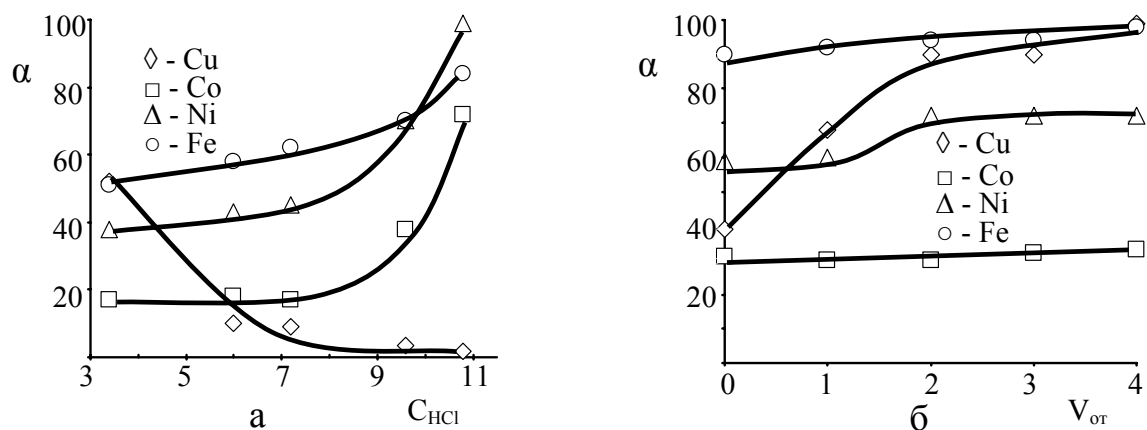 100
α
80
60
40
20
◇ - Cu
□ - Co
Δ - Ni
○ - Fe
3 5 7 9 11
а
C_HCl
100
α
80
60
40
20
◇ - Cu
□ - Co
Δ - Ni
○ - Fe
0 1 2 3 4
б
V_от